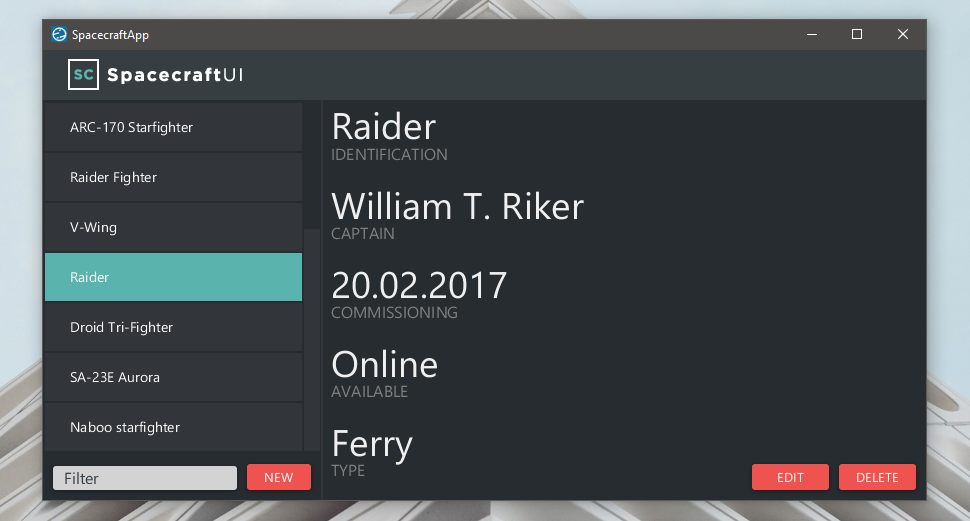 SpacecraftApp
SC SpacecraftUI
ARC-170 Starfighter
Raider Fighter
V-Wing
Raider
Droid Tri-Fighter
SA-23E Aurora
Naboo starfighter
Filter
NEW
Raider
IDENTIFICATION
William T. Riker
CAPTAIN
20.02.2017
COMMISSIONING
Online
AVAILABLE
Ferry
TYPE
EDIT
DELETE